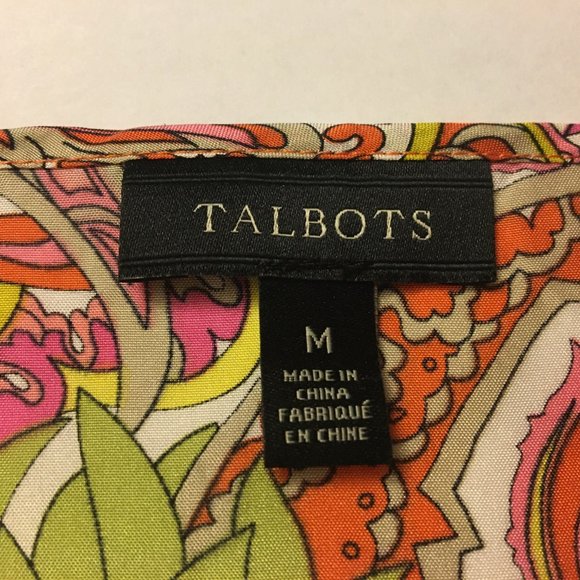 TALBOTS
M
MADE IN
CHINA
FABRIQUÉ
EN CHINE